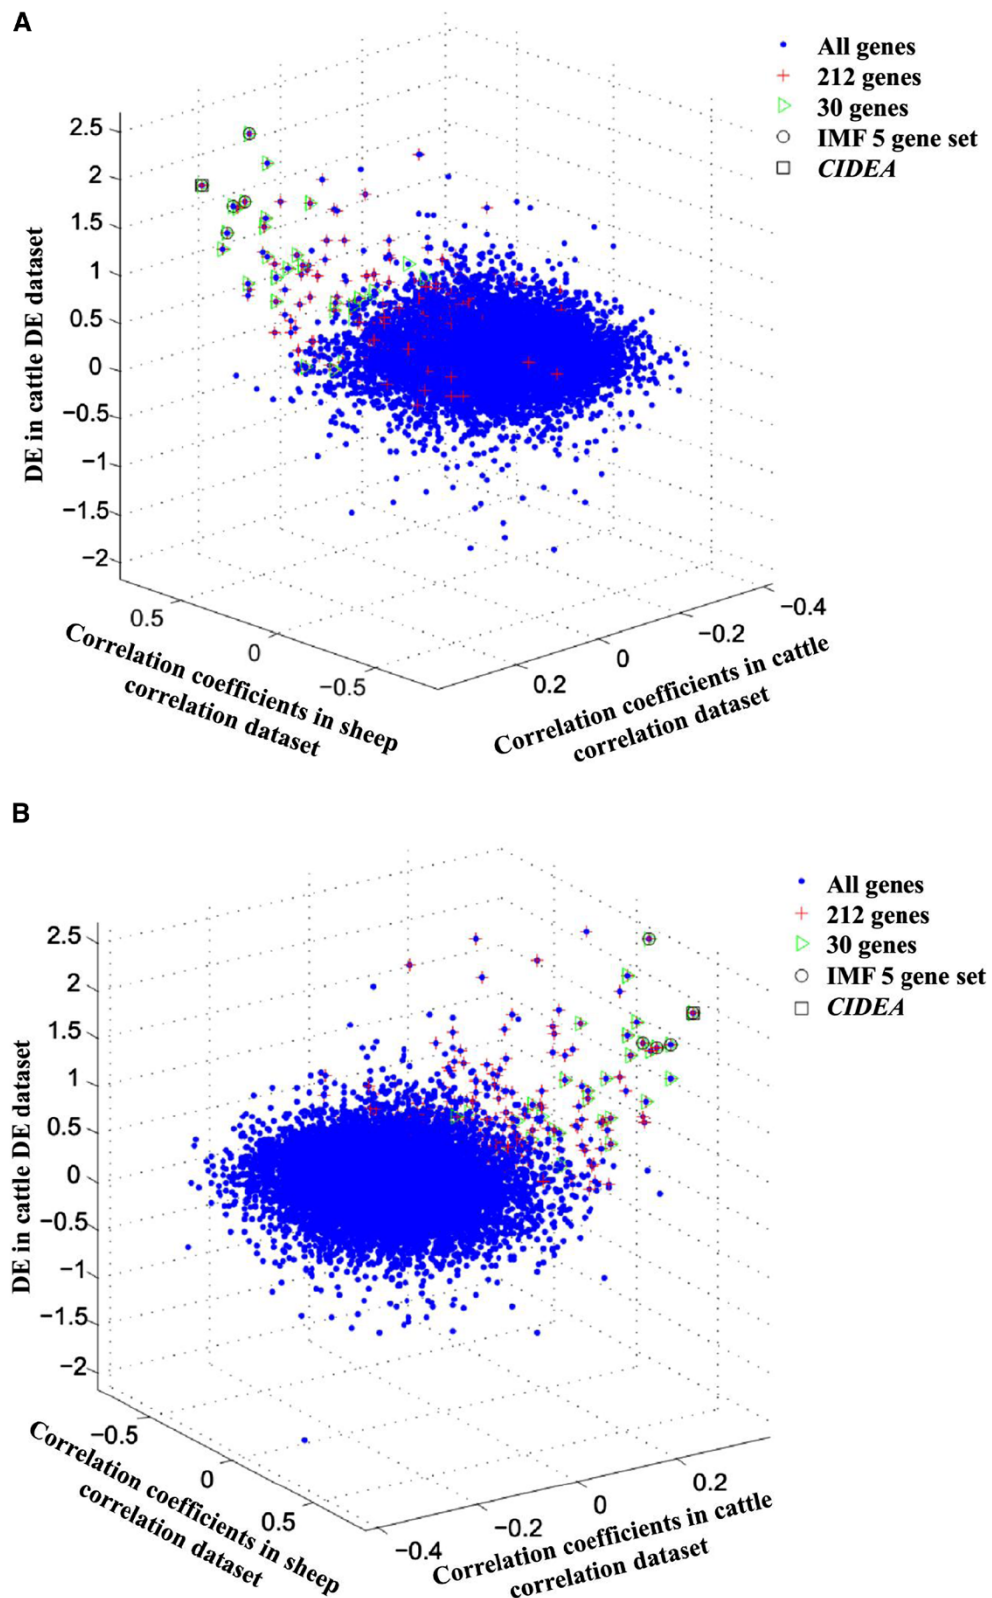 A
All genes
212 genes
30 genes
IMF 5 gene set
CIDEA
2.5
2
1.5
1
0.5
0
−0.5
−1
−1.5
−2
DE in cattle DE dataset
0.5
0
−0.5
Correlation coefficients in sheep
correlation dataset
0.2
0
−0.2
−0.4
Correlation coefficients in cattle
correlation dataset
B
All genes
212 genes
30 genes
IMF 5 gene set
CIDEA
2.5
2
1.5
1
0.5
0
−0.5
−1
−1.5
−2
DE in cattle DE dataset
−0.5
0
0.5
Correlation coefficients in sheep
correlation dataset
−0.4
−0.2
0
0.2
Correlation coefficients in cattle
correlation dataset